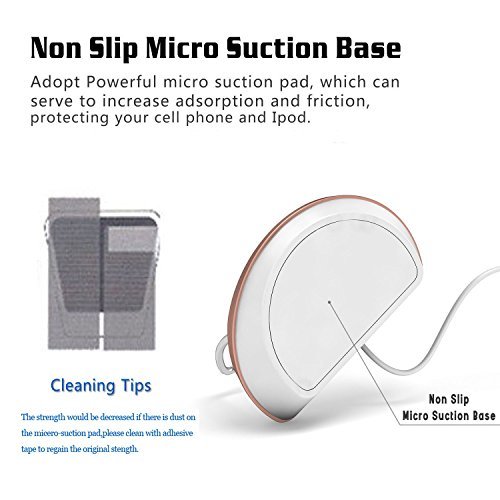 Non Slip Micro Suction Base
Adopt Powerful micro suction pad, which can
serve to increase adsorption and friction,
protecting your cell phone and Ipod.
Cleaning Tips
The strength would be decreased if there is dust on
the micero-suction pad,please clean with adhesive
tape to regain the original stength.
Non Slip
Micro Suction Base